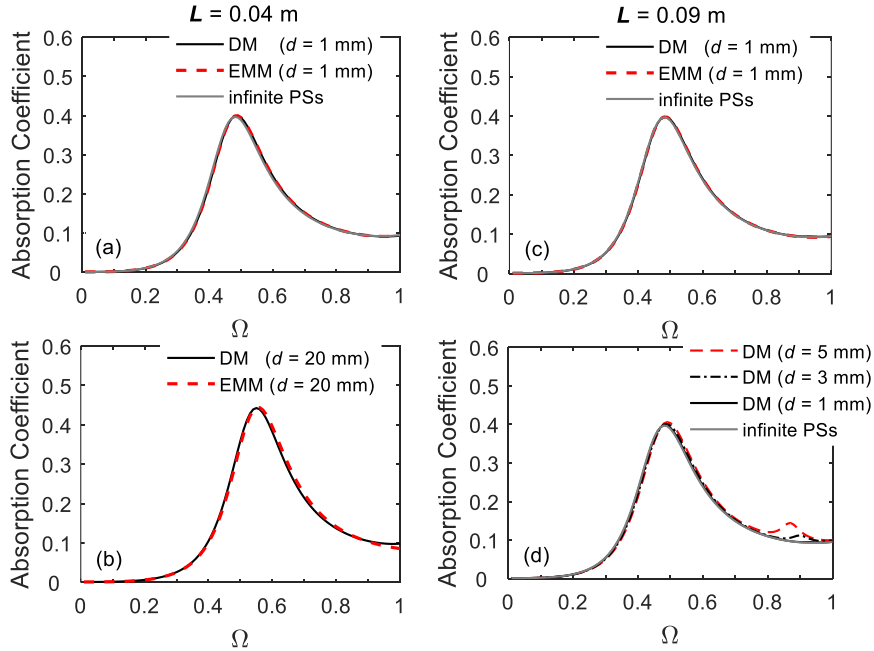 L = 0.04 m
0.6
0.5
0.4
0.3
0.2
0.1
0
Absorption Coefficient
DM (d = 1 mm)
EMM (d = 1 mm)
infinite PSs
(a)
0 0.2 0.4 0.6 0.8 1
Ω
L = 0.09 m
0.6
0.5
0.4
0.3
0.2
0.1
0
Absorption Coefficient
DM (d = 1 mm)
EMM (d = 1 mm)
infinite PSs
(c)
0 0.2 0.4 0.6 0.8 1
Ω
0.6
0.5
0.4
0.3
0.2
0.1
0
Absorption Coefficient
DM (d = 20 mm)
EMM (d = 20 mm)
(b)
0 0.2 0.4 0.6 0.8 1
Ω
0.6
0.5
0.4
0.3
0.2
0.1
0
Absorption Coefficient
DM (d = 5 mm)
DM (d = 3 mm)
DM (d = 1 mm)
infinite PSs
(d)
0 0.2 0.4 0.6 0.8 1
Ω